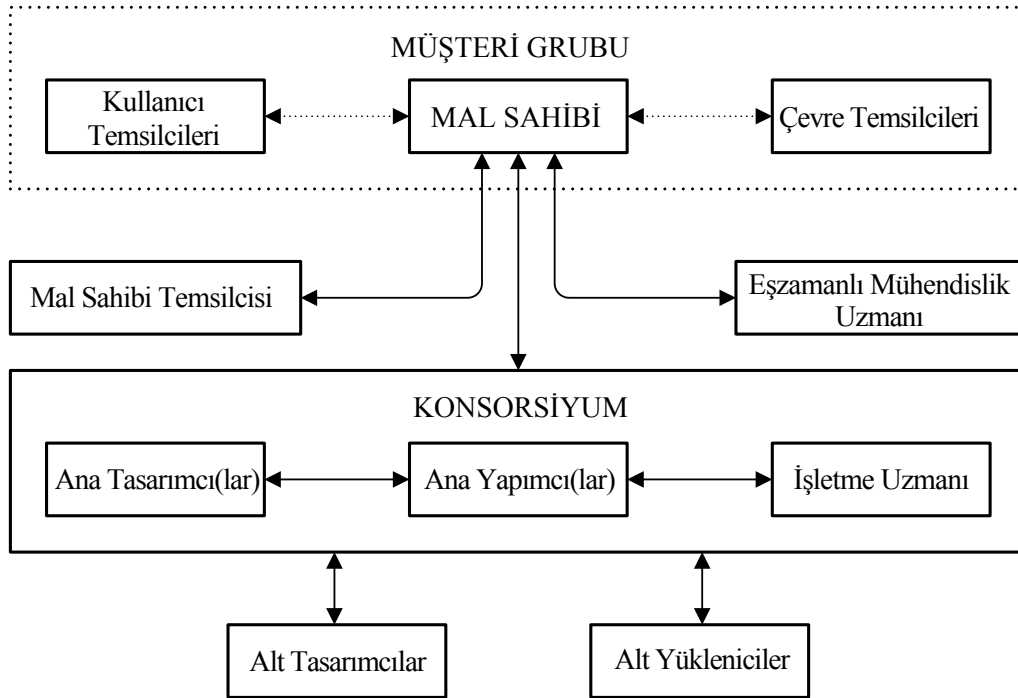 MÜŞTERİ GRUBU
Kullanıcı
Temsilcileri
MAL SAHİBİ
Çevre Temsilcileri
Mal Sahibi Temsilcisi
Eşzamanlı Mühendislik
Uzmanı
KONSORSİYUM
Ana Tasarımcı(lar)
Ana Yapımcı(lar)
İşletme Uzmanı
Alt Tasarımcılar
Alt Yükleniciler